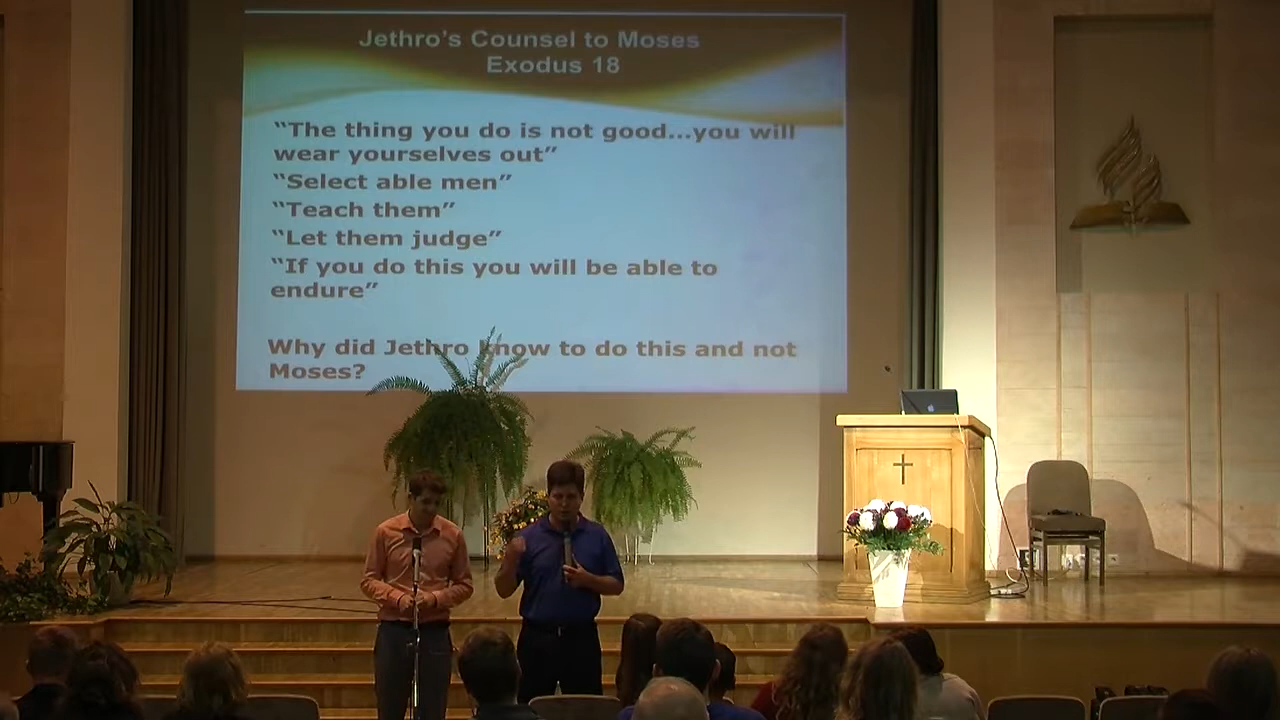 Jethro's Counsel to Moses
Exodus 18
“The thing you do is not good...you will
wear yourselves out”
“Select able men”
“Teach them”
“Let them judge”
“If you do this you will be able to
endure”
Why did Jethro know to do this and not
Moses?